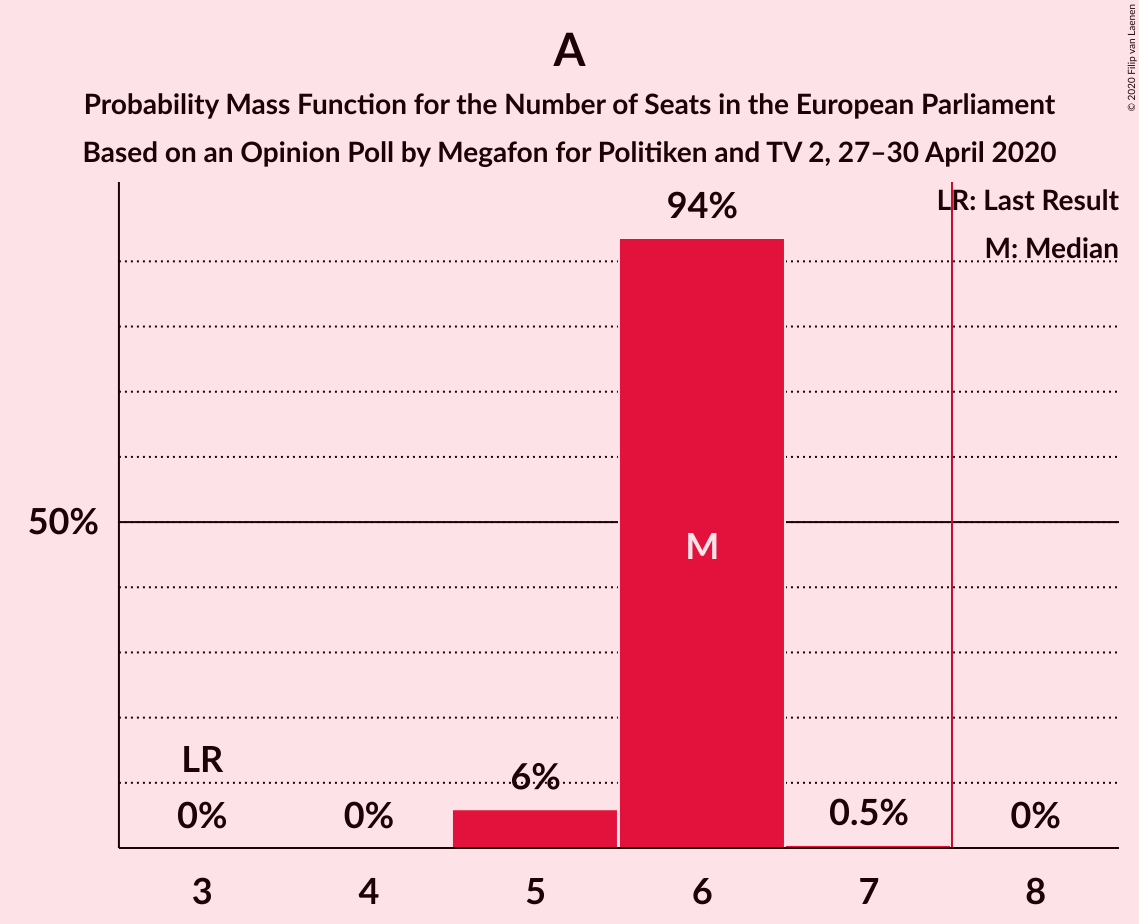 A
Probability Mass Function for the Number of Seats in the European Parliament
Based on an Opinion Poll by Megafon for Politiken and TV 2, 27–30 April 2020
© 2020 Filip van Laenen
LR: Last Result
M: Median
94%
50%
M
LR
0%
0%
6%
0.5%
0%
3
4
5
6
7
8